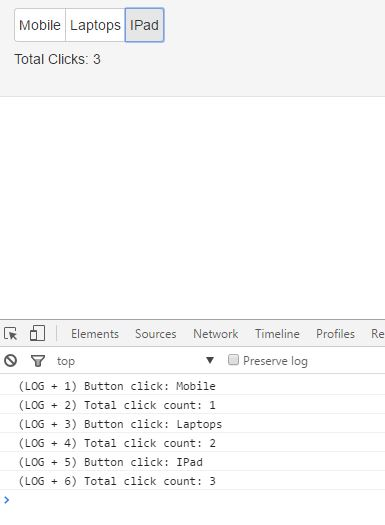 Mobile Laptops IPad
Total Clicks: 3
Elements Sources Network Timeline Profiles Re
top Preserve log
(LOG + 1) Button click: Mobile
(LOG + 2) Total click count: 1
(LOG + 3) Button click: Laptops
(LOG + 4) Total click count: 2
(LOG + 5) Button click: IPad
(LOG + 6) Total click count: 3